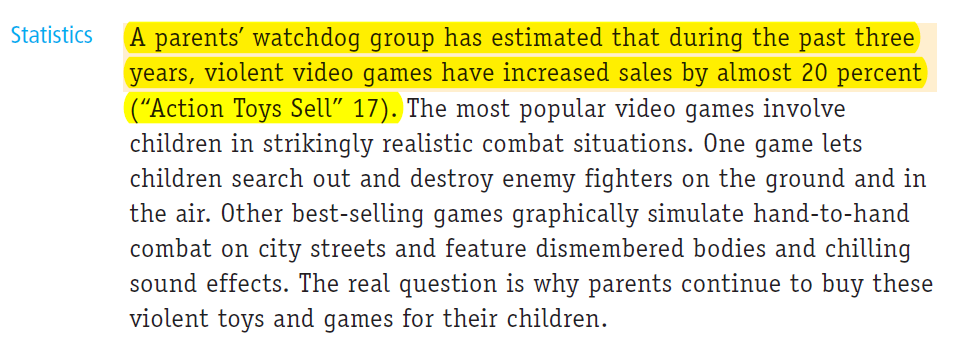 Statistics
A parents’ watchdog group has estimated that during the past three
years, violent video games have increased sales by almost 20 percent
(“Action Toys Sell” 17). The most popular video games involve
children in strikingly realistic combat situations. One game lets
children search out and destroy enemy fighters on the ground and in
the air. Other best-selling games graphically simulate hand-to-hand
combat on city streets and feature dismembered bodies and chilling
sound effects. The real question is why parents continue to buy these
violent toys and games for their children.